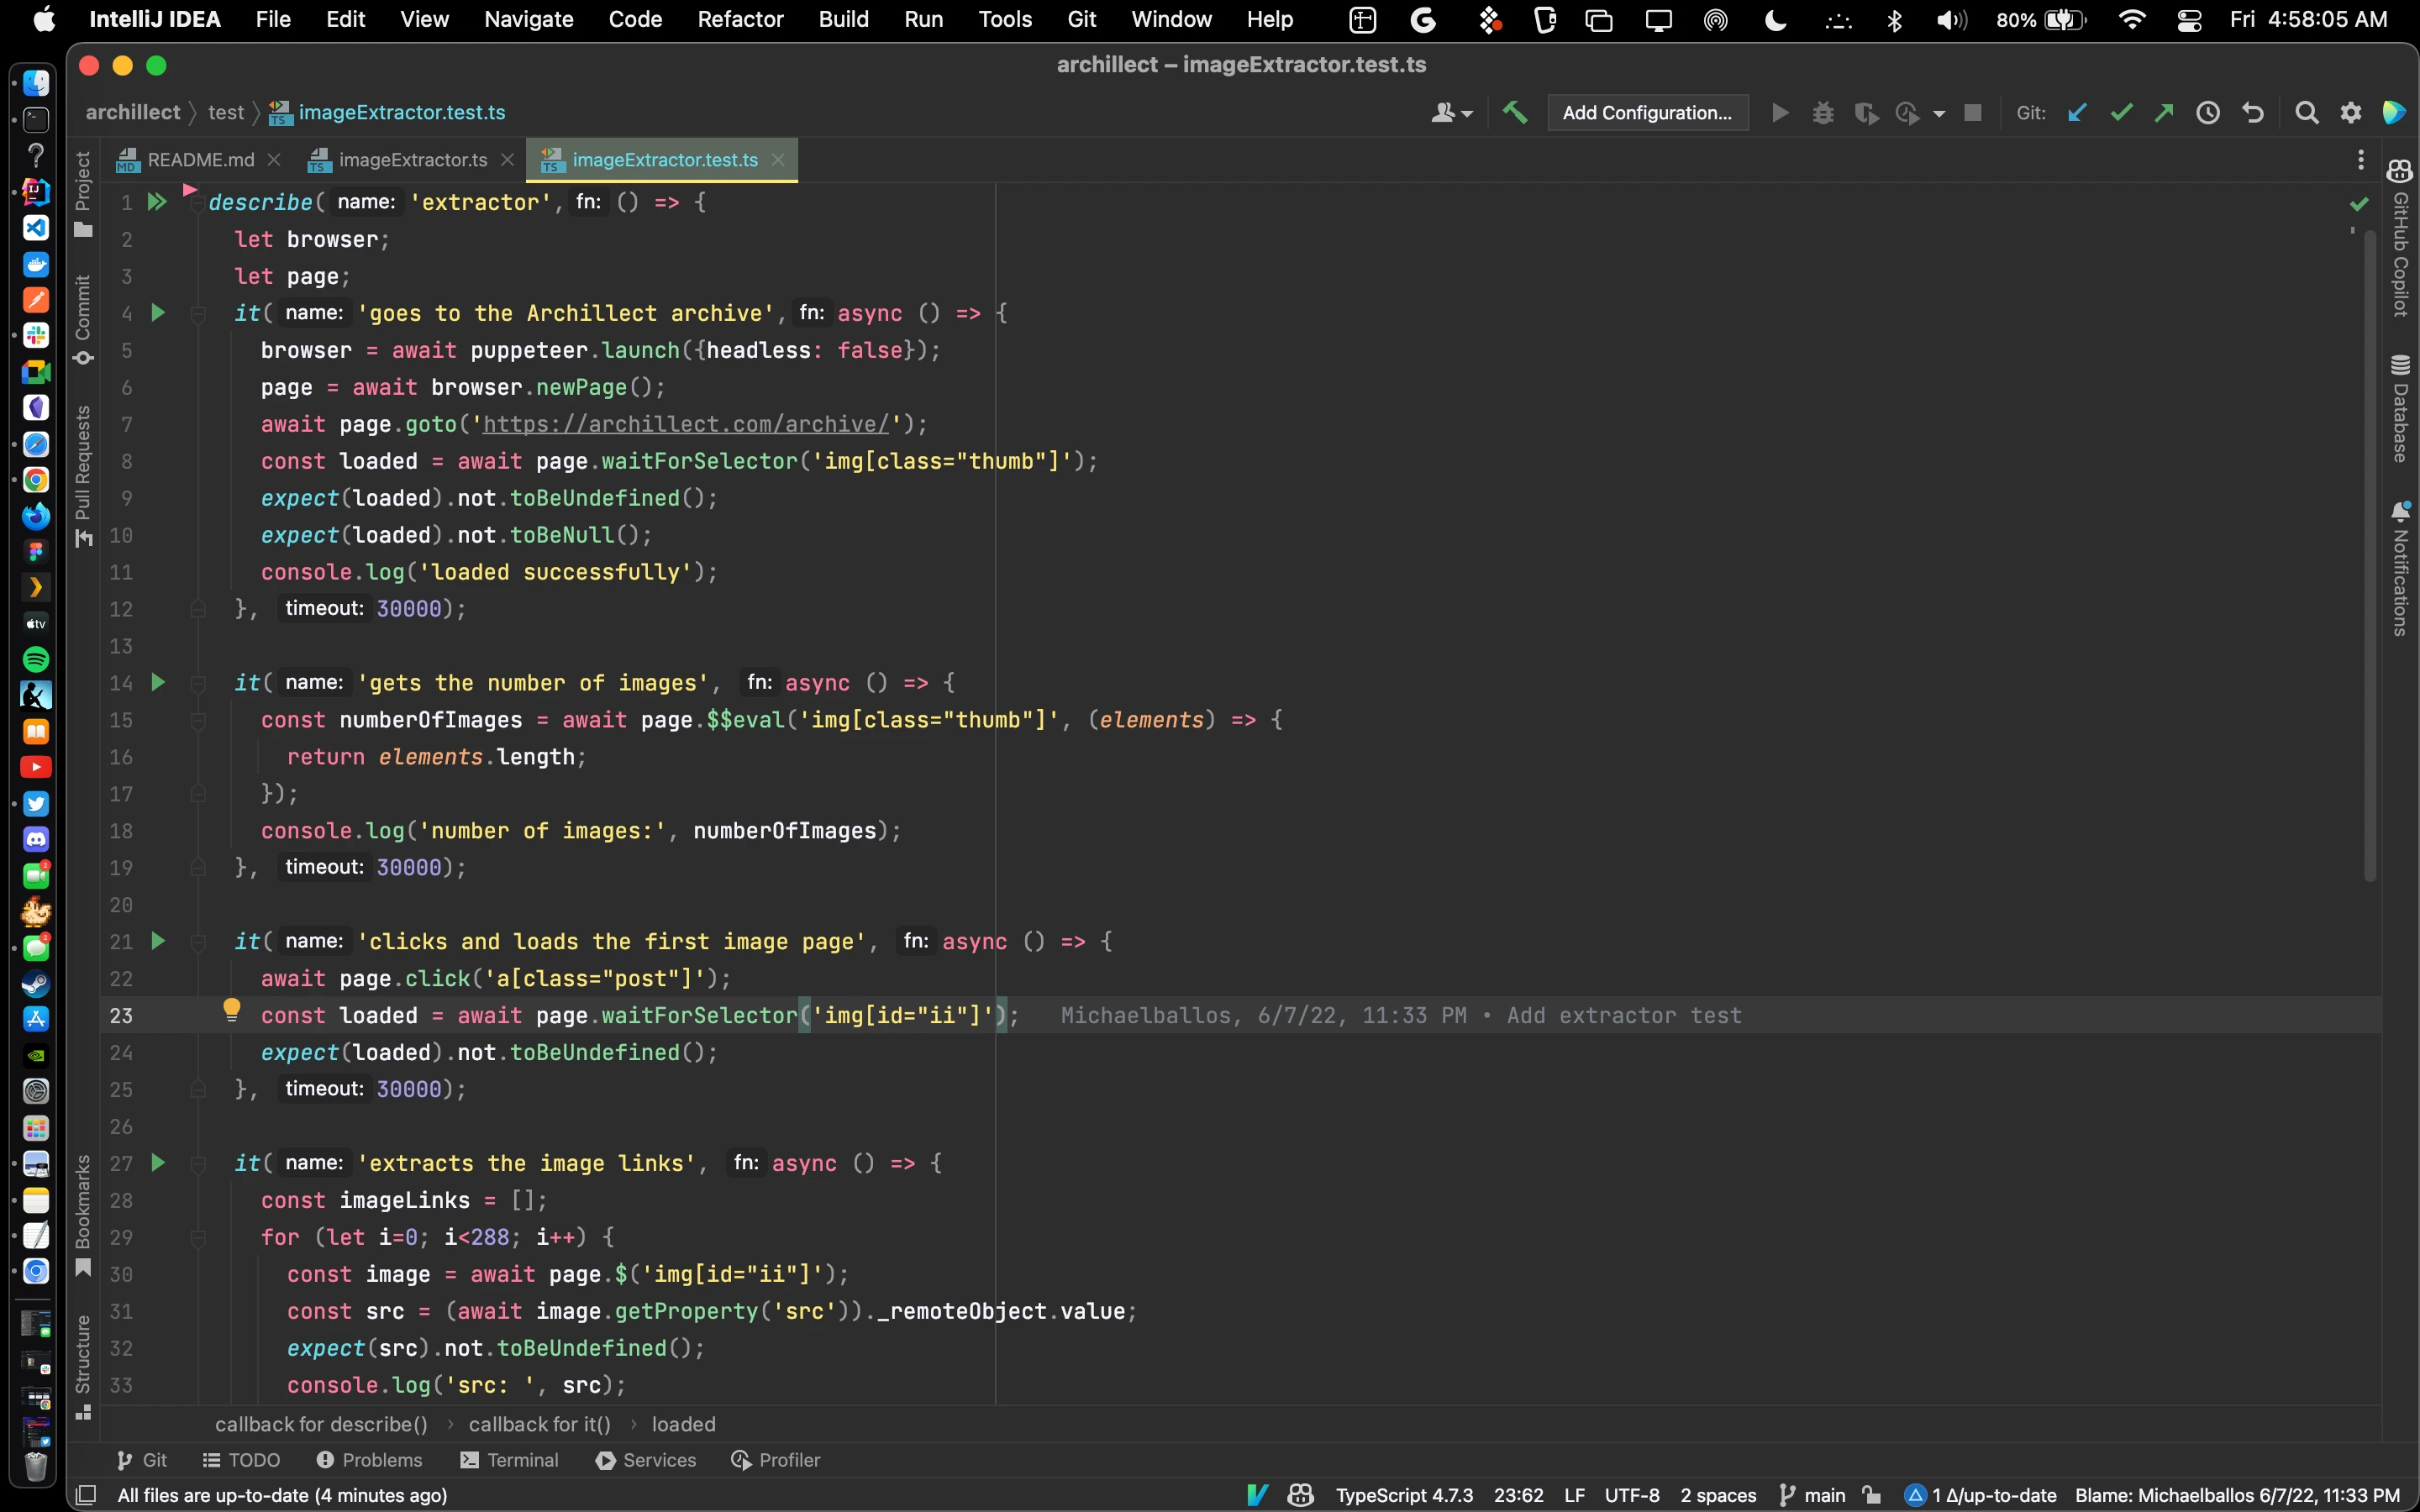 IntelliJ IDEA File Edit View Navigate Code Refactor Build Run Tools Git Window Help 80% Fri 4:58:05 AM
archillect – imageExtractor.test.ts
archillect test imageExtractor.test.ts Add Configuration... Git:
README.md imageExtractor.ts imageExtractor.test.ts
Project
Commit
Pull Requests
Bookmarks
Structure
1 describe( name: 'extractor', fn: () => {
2 let browser;
3 let page;
4 it( name: 'goes to the Archillect archive', fn: async () => {
5 browser = await puppeteer.launch({headless: false});
6 page = await browser.newPage();
7 await page.goto('https://archillect.com/archive/');
8 const loaded = await page.waitForSelector('img[class="thumb"]');
9 expect(loaded).not.toBeUndefined();
10 expect(loaded).not.toBeNull();
11 console.log('loaded successfully');
12 }, timeout: 30000);
13
14 it( name: 'gets the number of images', fn: async () => {
15 const numberOfImages = await page.$$eval('img[class="thumb"]', (elements) => {
16 return elements.length;
17 });
18 console.log('number of images:', numberOfImages);
19 }, timeout: 30000);
20
21 it( name: 'clicks and loads the first image page', fn: async () => {
22 await page.click('a[class="post"]');
23 const loaded = await page.waitForSelector('img[id="ii"]'); Michaelballos, 6/7/22, 11:33 PM • Add extractor test
24 expect(loaded).not.toBeUndefined();
25 }, timeout: 30000);
26
27 it( name: 'extracts the image links', fn: async () => {
28 const imageLinks = [];
29 for (let i=0; i<288; i++) {
30 const image = await page.$('img[id="ii"]');
31 const src = (await image.getProperty('src'))._remoteObject.value;
32 expect(src).not.toBeUndefined();
33 console.log('src: ', src);
GitHub Copilot
Database
Notifications
callback for describe() › callback for it() › loaded
Git TODO Problems Terminal Services Profiler
All files are up-to-date (4 minutes ago) TypeScript 4.7.3 23:62 LF UTF-8 2 spaces main 1 Δ/up-to-date Blame: Michaelballos 6/7/22, 11:33 PM